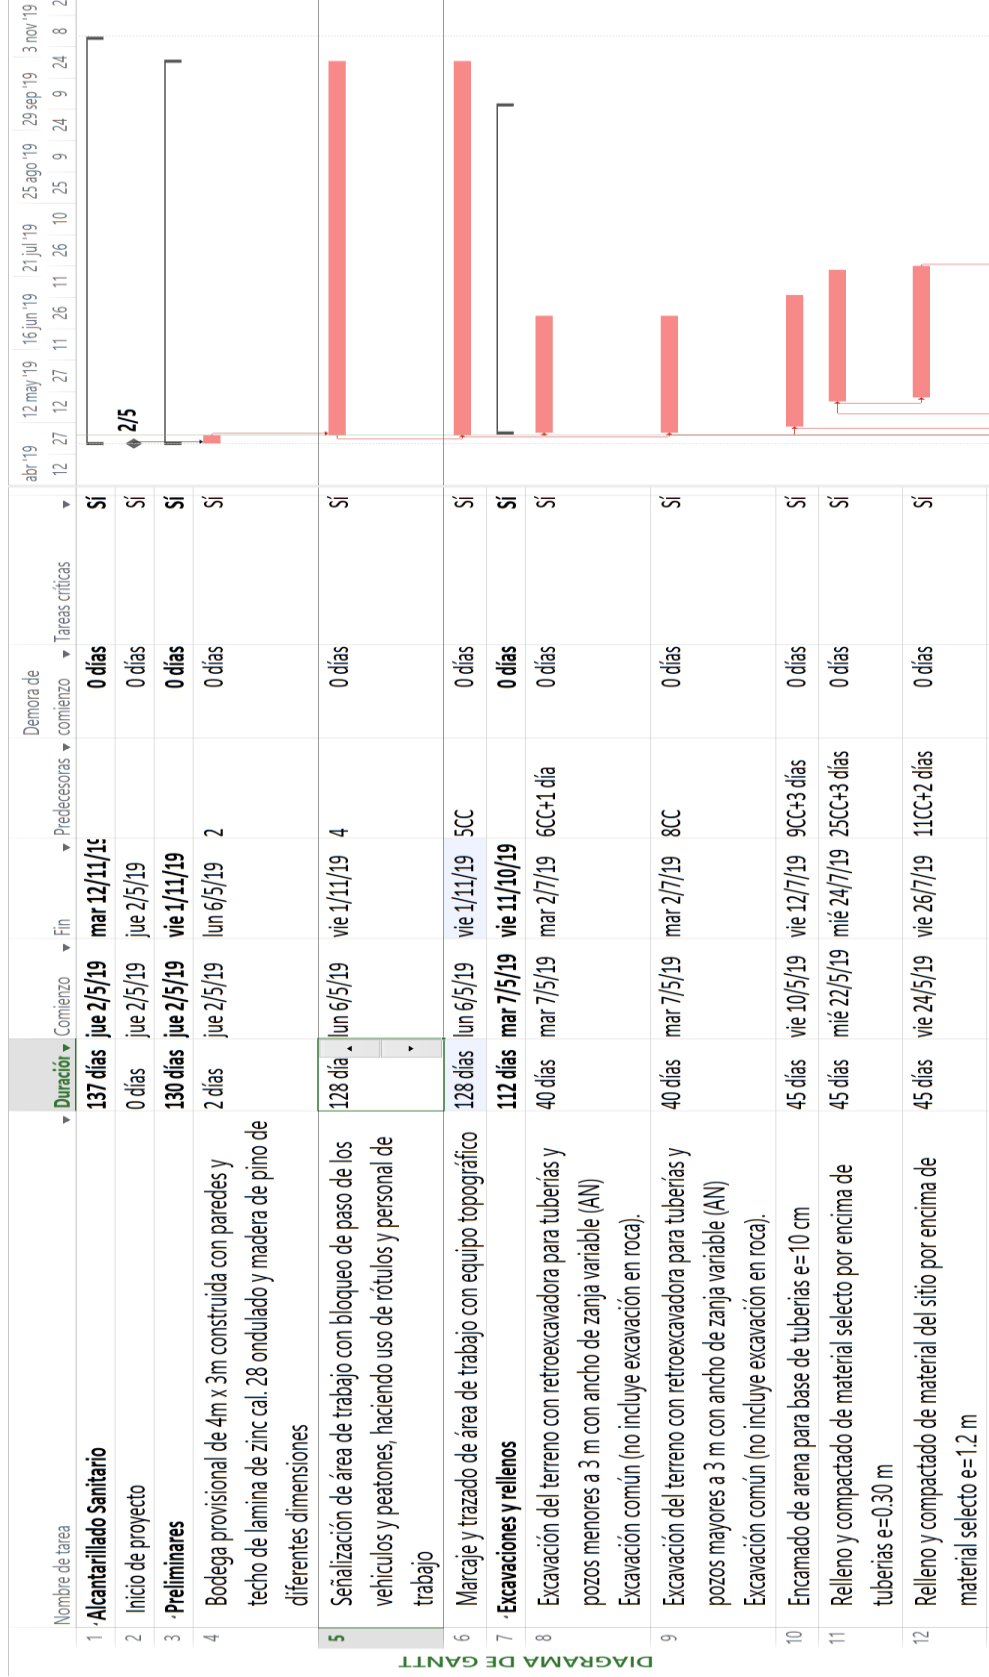 DIAGRAMA DE GANTT
Nombre de tarea Duración Comienzo Fin Predecesoras Demora de comienzo Tareas críticas
abr '19 12 may '19 16 jun '19 21 jul '19 25 ago '19 29 sep '19 3 nov '19
12 27 12 27 11 26 11 26 10 25 9 24 9 24 8
1 Alcantarillado Sanitario 137 días jue 2/5/19 mar 12/11/19 0 días Sí
2 Inicio de proyecto 0 días jue 2/5/19 jue 2/5/19 0 días Sí
2/5
3 Preliminares 130 días jue 2/5/19 vie 1/11/19 0 días Sí
4 Bodega provisional de 4m x 3m construida con paredes y 2 días jue 2/5/19 lun 6/5/19 2 0 días Sí
techo de lamina de zinc cal. 28 ondulado y madera de pino de
diferentes dimensiones
5 Señalización de área de trabajo con bloqueo de paso de los 128 día lun 6/5/19 vie 1/11/19 4 0 días Sí
vehículos y peatones, haciendo uso de rótulos y personal de
trabajo
6 Marcaje y trazado de área de trabajo con equipo topográfico 128 días lun 6/5/19 vie 1/11/19 5CC 0 días Sí
7 Excavaciones y rellenos 112 días mar 7/5/19 vie 11/10/19 0 días Sí
8 Excavación del terreno con retroexcavadora para tuberías y 40 días mar 7/5/19 mar 2/7/19 6CC+1 día 0 días Sí
pozos menores a 3 m con ancho de zanja variable (AN)
Excavación común (no incluye excavación en roca).
9 Excavación del terreno con retroexcavadora para tuberías y 40 días mar 7/5/19 mar 2/7/19 8CC 0 días Sí
pozos mayores a 3 m con ancho de zanja variable (AN)
Excavación común (no incluye excavación en roca).
10 Encamado de arena para base de tuberias e=10 cm 45 días vie 10/5/19 vie 12/7/19 9CC+3 días 0 días Sí
11 Relleno y compactado de material selecto por encima de 45 días mié 22/5/19 mié 24/7/19 25CC+3 días 0 días Sí
tuberias e=0.30 m
12 Relleno y compactado de material del sitio por encima de 45 días vie 24/5/19 vie 26/7/19 11CC+2 días 0 días Sí
material selecto e=1.2 m